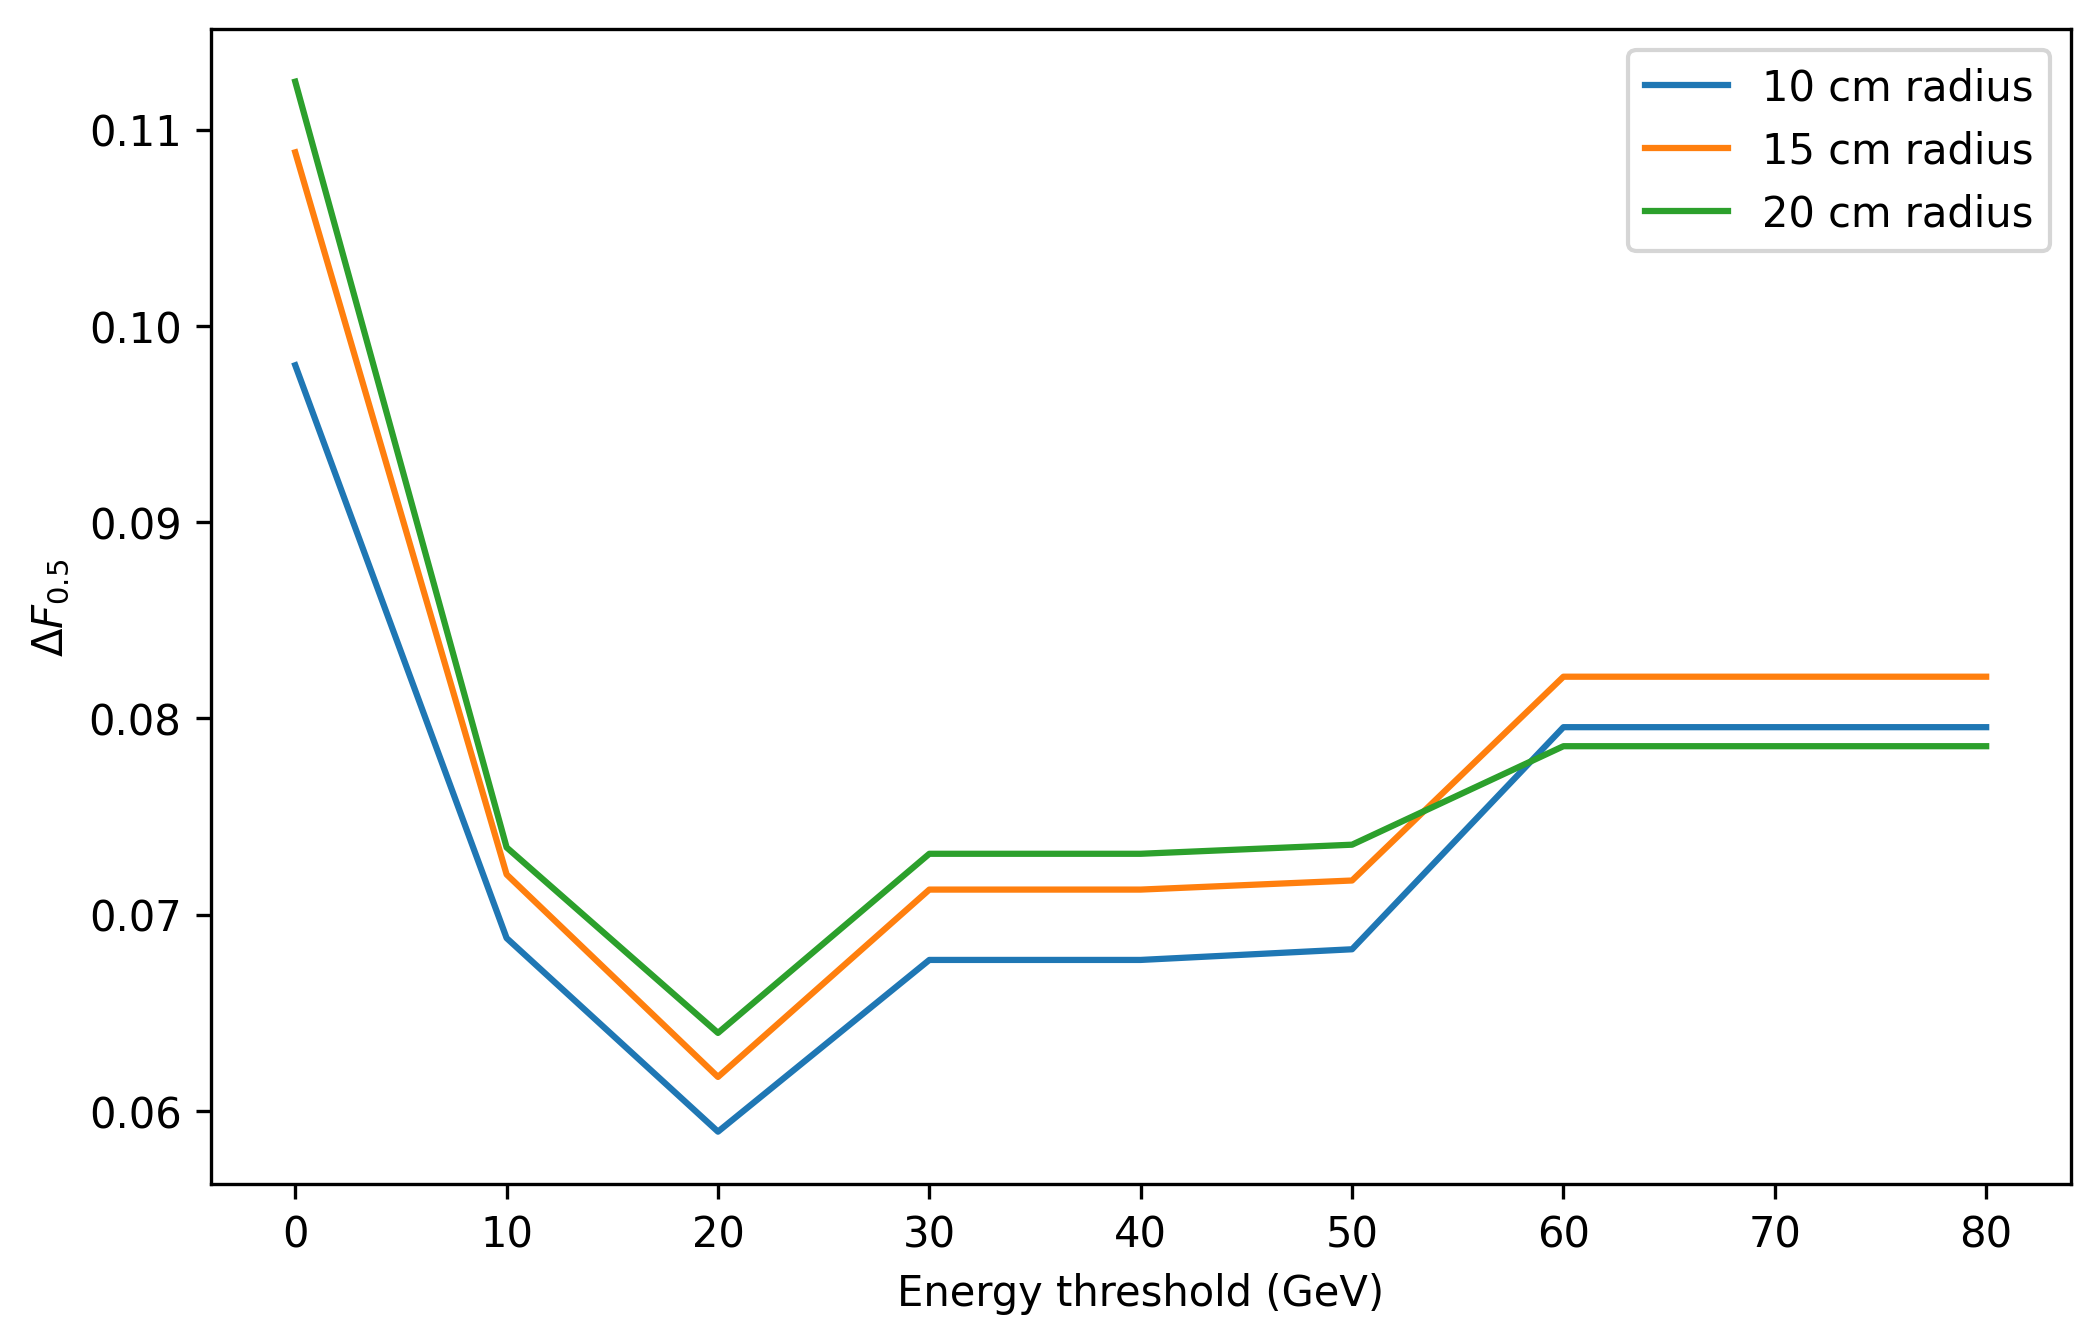 10 cm radius
15 cm radius
20 cm radius
0.11
0.10
0.09
0.08
0.07
0.06
ΔF0.5
0 10 20 30 40 50 60 70 80
Energy threshold (GeV)